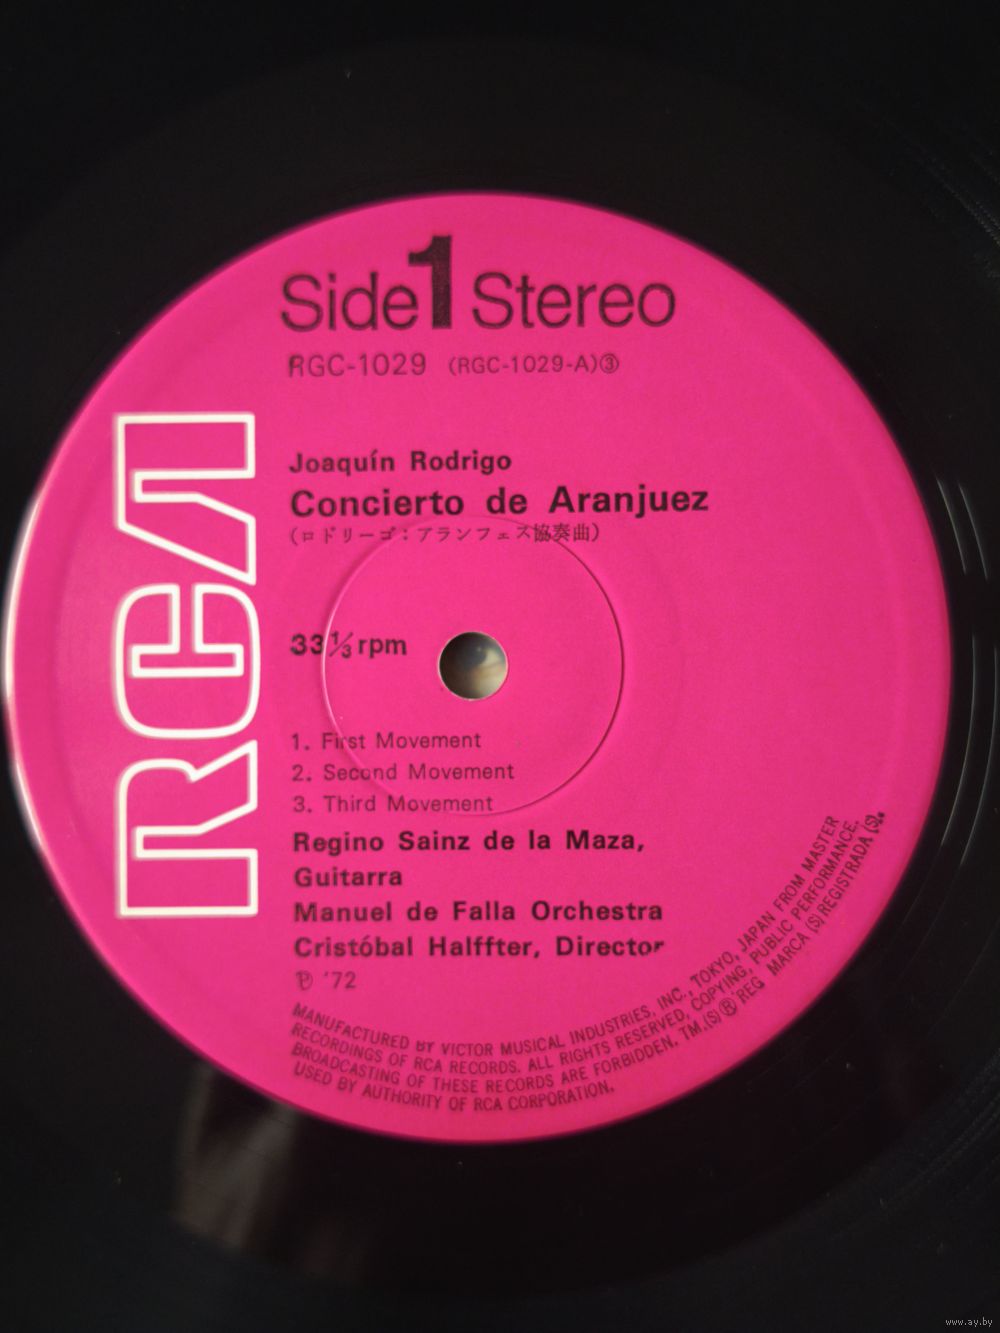 Side 1 Stereo
RGC-1029 (RGC-1029-A)③
RCA
Joaquín Rodrigo
Concierto de Aranjuez
(ロドリーゴ：アランフェス協奏曲)
33⅓ rpm
1. First Movement
2. Second Movement
3. Third Movement
Regino Sainz de la Maza,
Guitarra
Manuel de Falla Orchestra
Cristóbal Halffter, Director
℗ '72
MANUFACTURED BY VICTOR MUSICAL INDUSTRIES, INC., TOKYO, JAPAN FROM MASTER
RECORDINGS OF RCA RECORDS. ALL RIGHTS RESERVED, COPYING, PUBLIC PERFORMANCE,
BROADCASTING OF THESE RECORDS ARE FORBIDDEN. TM.(S) ® REG MARCA (S) REGISTRADA (S).
USED BY AUTHORITY OF RCA CORPORATION.
www.ay.by